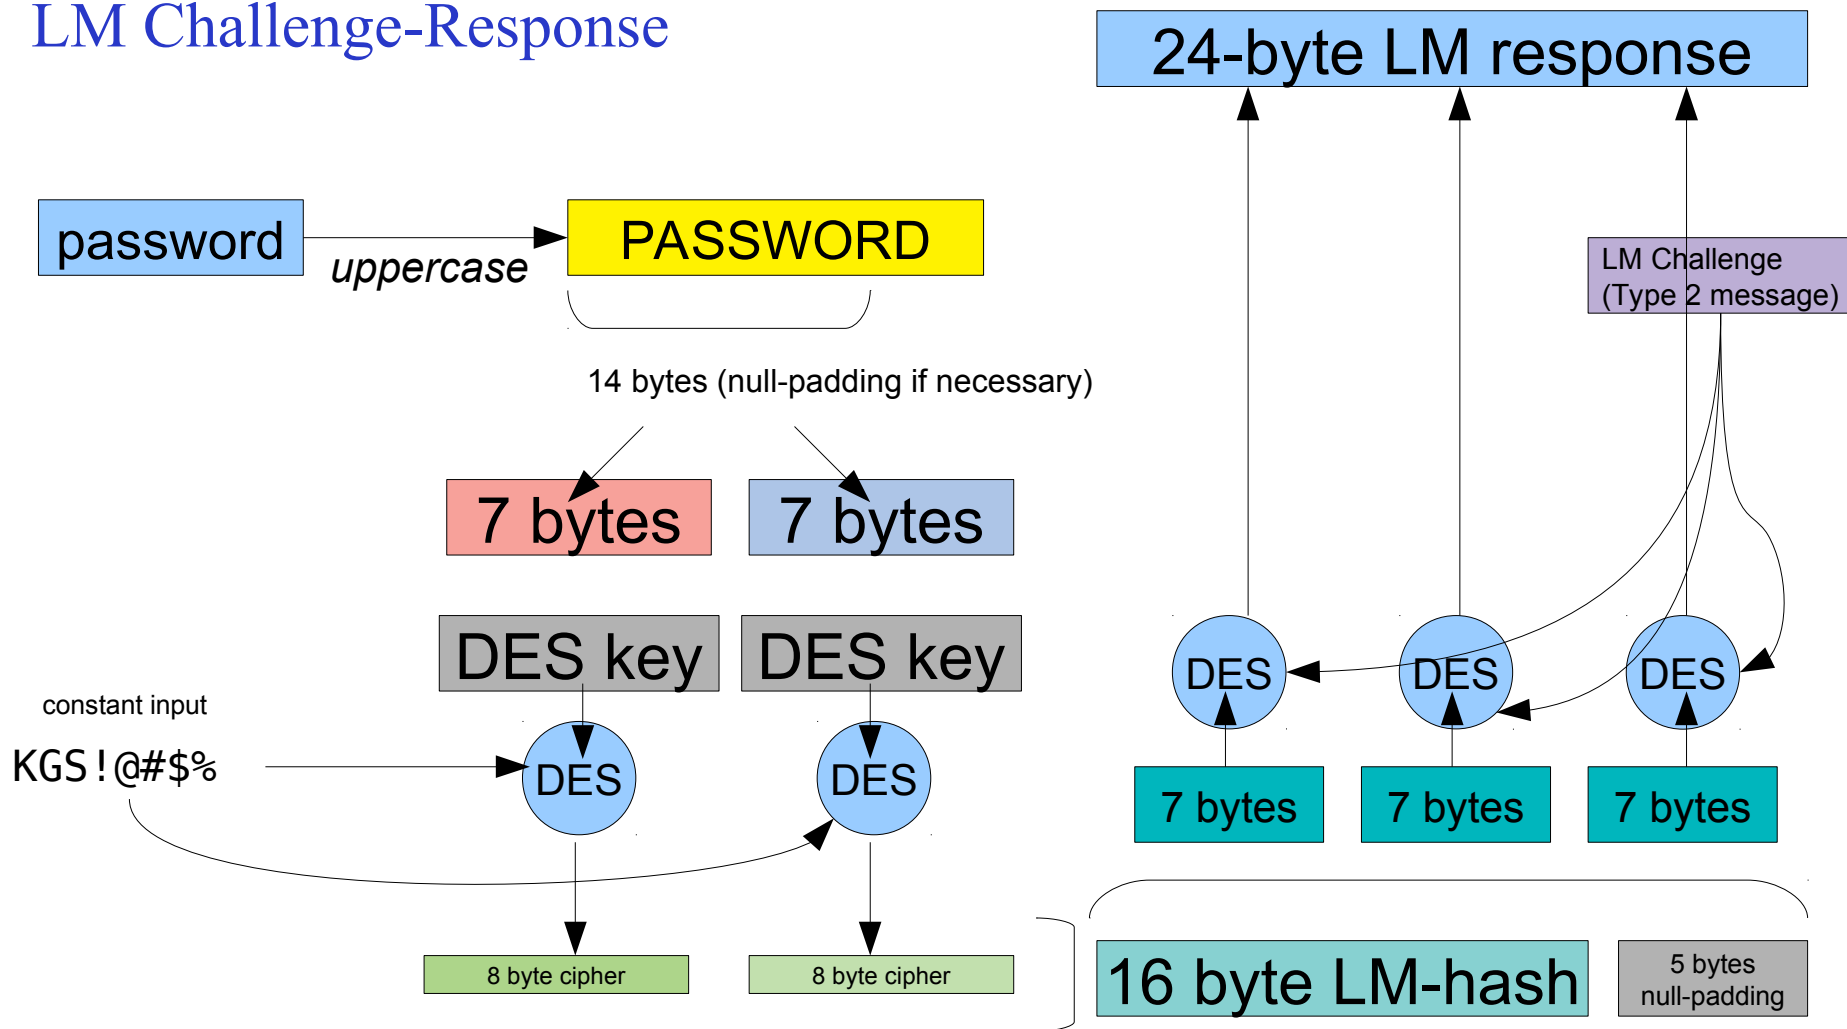 LM Challenge-Response
24-byte LM response
password
uppercase
PASSWORD
LM Challenge
(Type 2 message)
14 bytes (null-padding if necessary)
7 bytes
7 bytes
DES key
DES key
DES
DES
DES
constant input
KGS!@#$%
DES
DES
7 bytes
7 bytes
7 bytes
8 byte cipher
8 byte cipher
16 byte LM-hash
5 bytes
null-padding